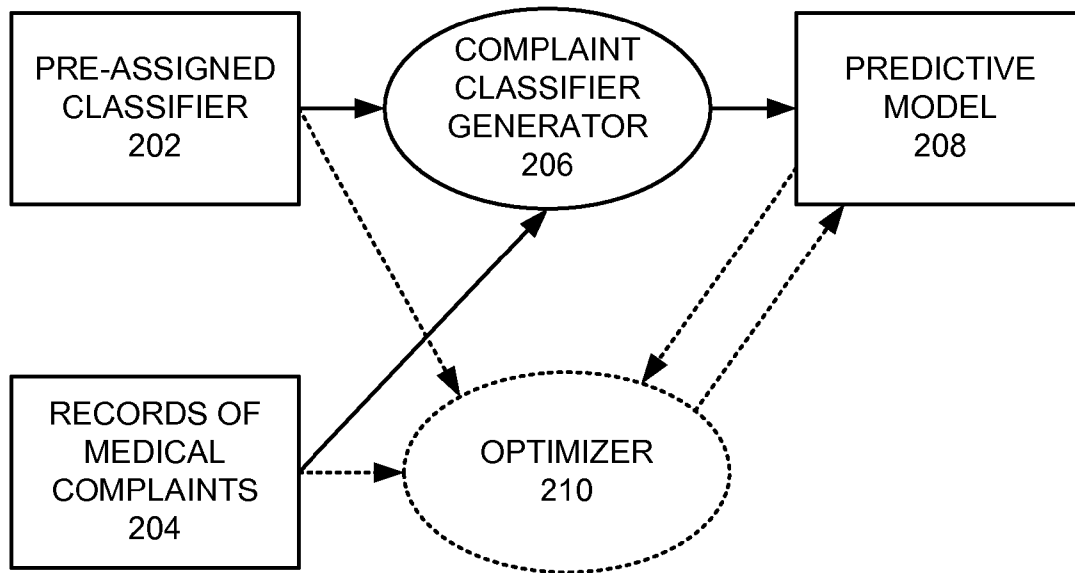 PRE-ASSIGNED
CLASSIFIER
202
COMPLAINT
CLASSIFIER
GENERATOR
206
PREDICTIVE
MODEL
208
RECORDS OF
MEDICAL
COMPLAINTS
204
OPTIMIZER
210